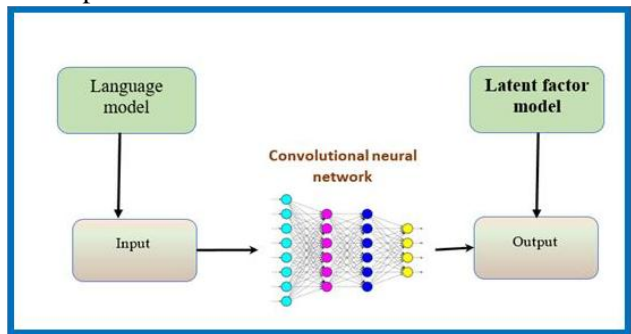 Language
model
Latent factor
model
Convolutional neural
network
Input
Output